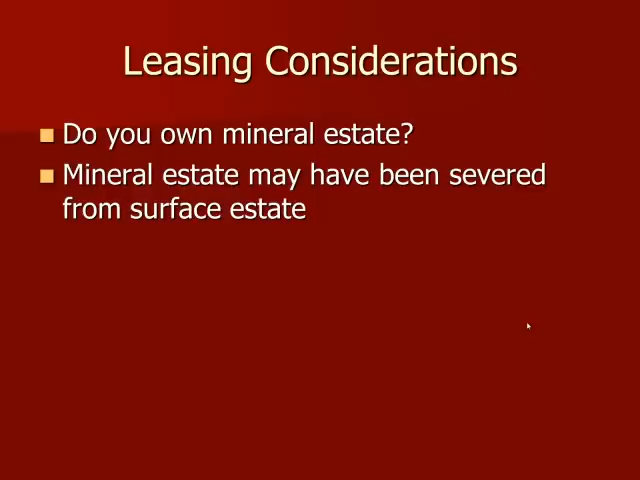 Leasing Considerations
Do you own mineral estate?
Mineral estate may have been severed
from surface estate